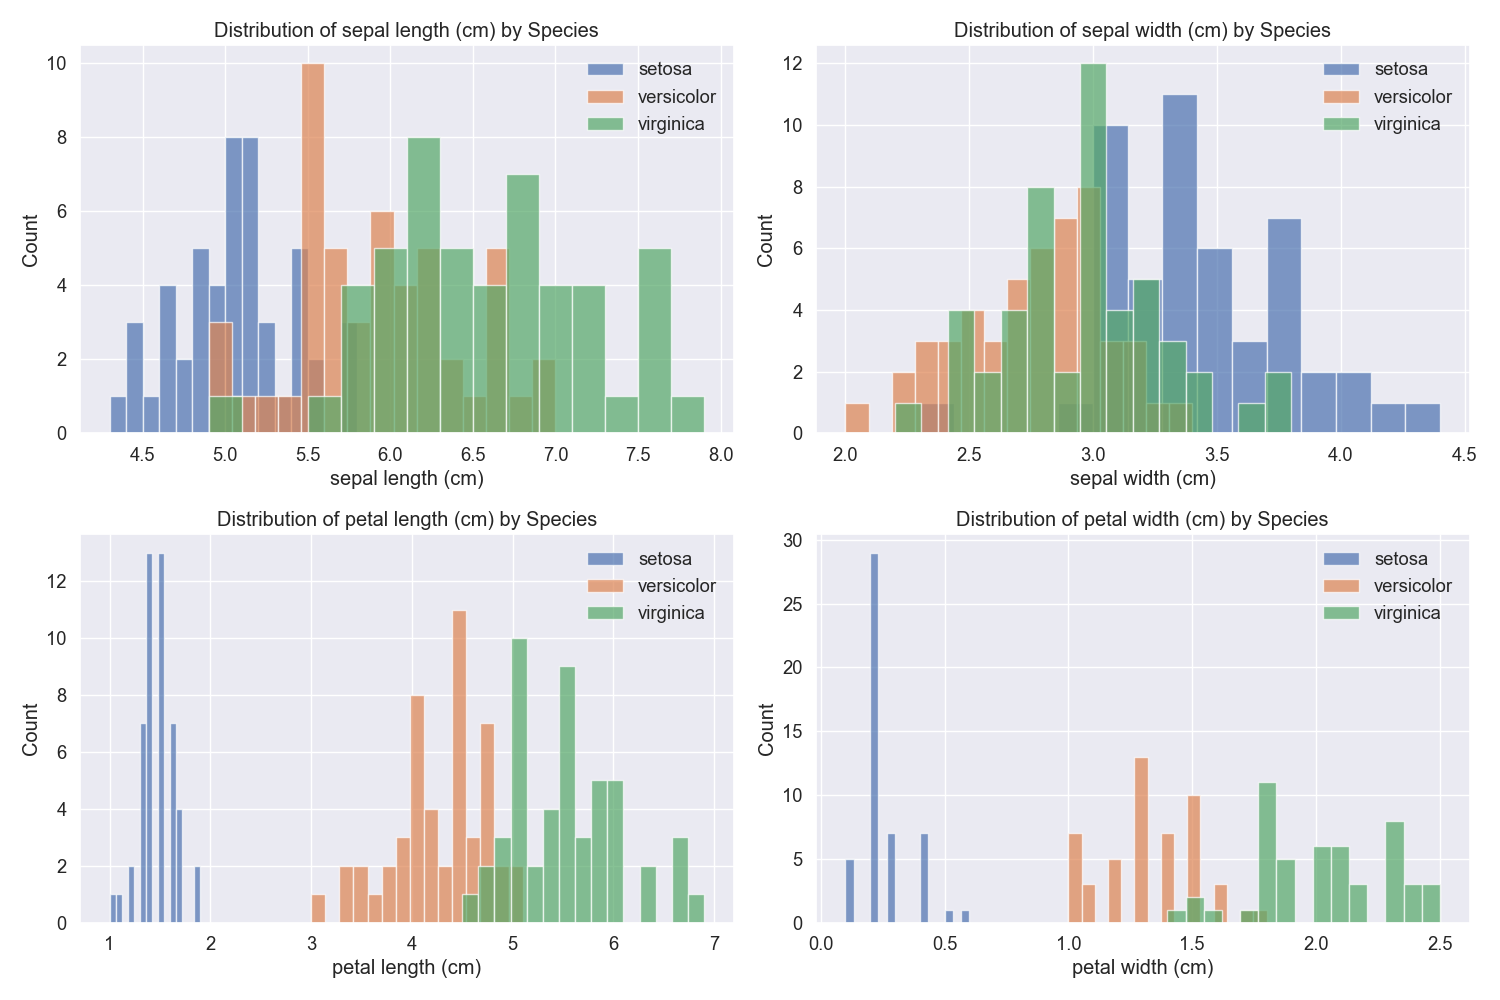 Distribution of sepal length (cm) by Species
10
8
6
4
2
0
Count
4.5 5.0 5.5 6.0 6.5 7.0 7.5 8.0
sepal length (cm)
setosa
versicolor
virginica
Distribution of sepal width (cm) by Species
12
10
8
6
4
2
0
Count
2.0 2.5 3.0 3.5 4.0 4.5
sepal width (cm)
setosa
versicolor
virginica
Distribution of petal length (cm) by Species
12
10
8
6
4
2
0
Count
1 2 3 4 5 6 7
petal length (cm)
setosa
versicolor
virginica
Distribution of petal width (cm) by Species
30
25
20
15
10
5
0
Count
0.0 0.5 1.0 1.5 2.0 2.5
petal width (cm)
setosa
versicolor
virginica